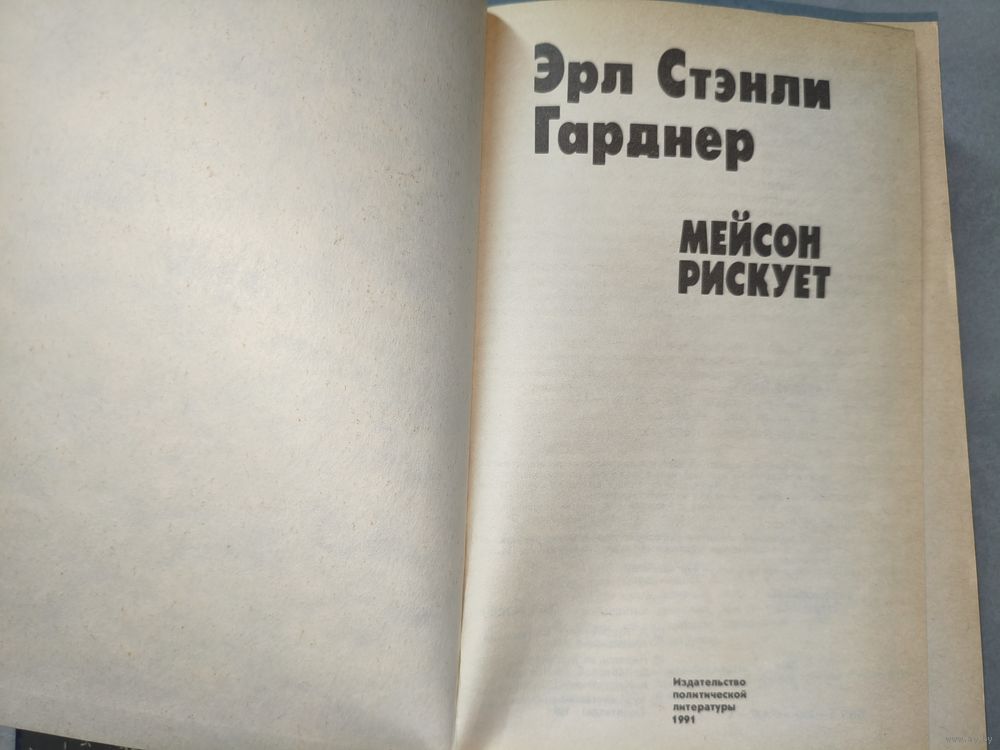 Эрл Стэнли
Гарднер
МЕЙСОН
РИСКУЕТ
Издательство
политической
литературы
1991